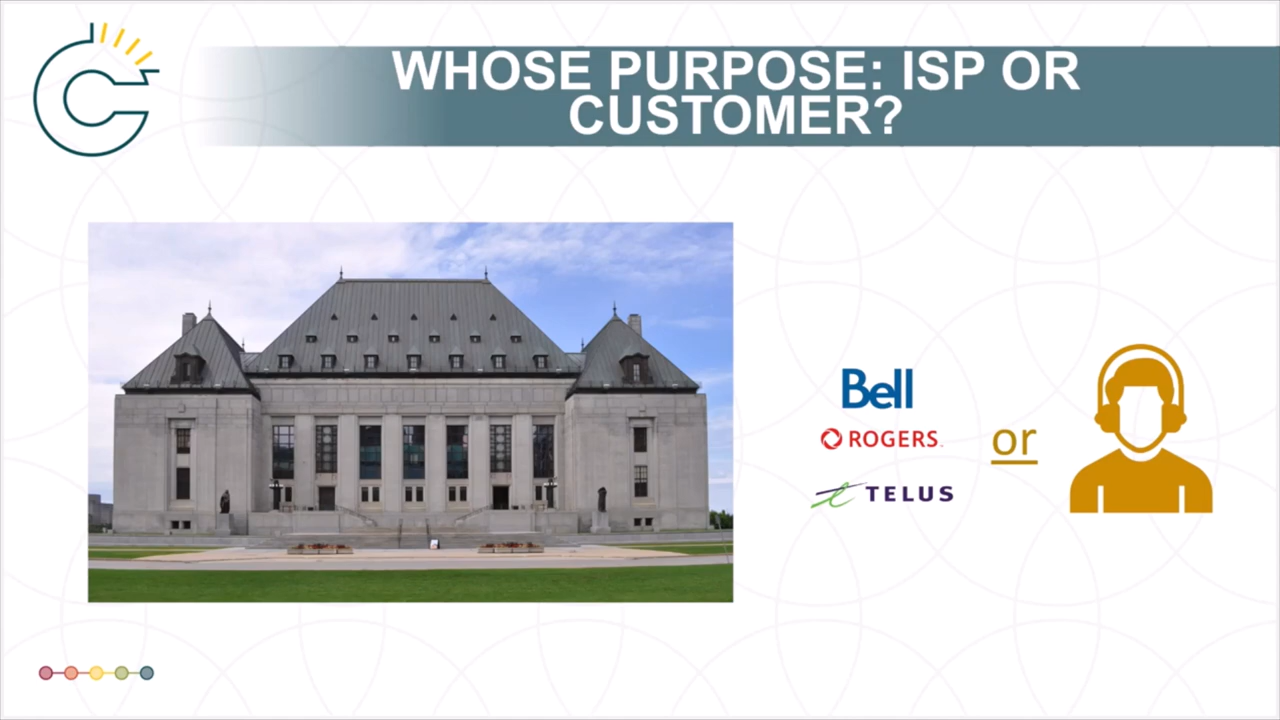 WHOSE PURPOSE: ISP OR
CUSTOMER?
Bell
ROGERS
or
TELUS